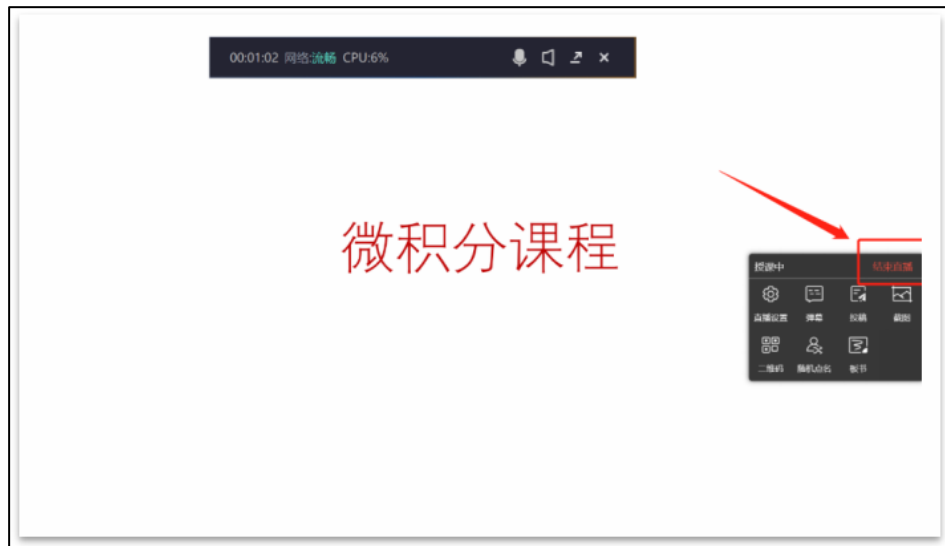 00:01:02 网络:流畅 CPU:6%
微积分课程
授课中 结束直播
直播设置 弹幕 投稿 截图
二维码 随机点名 板书